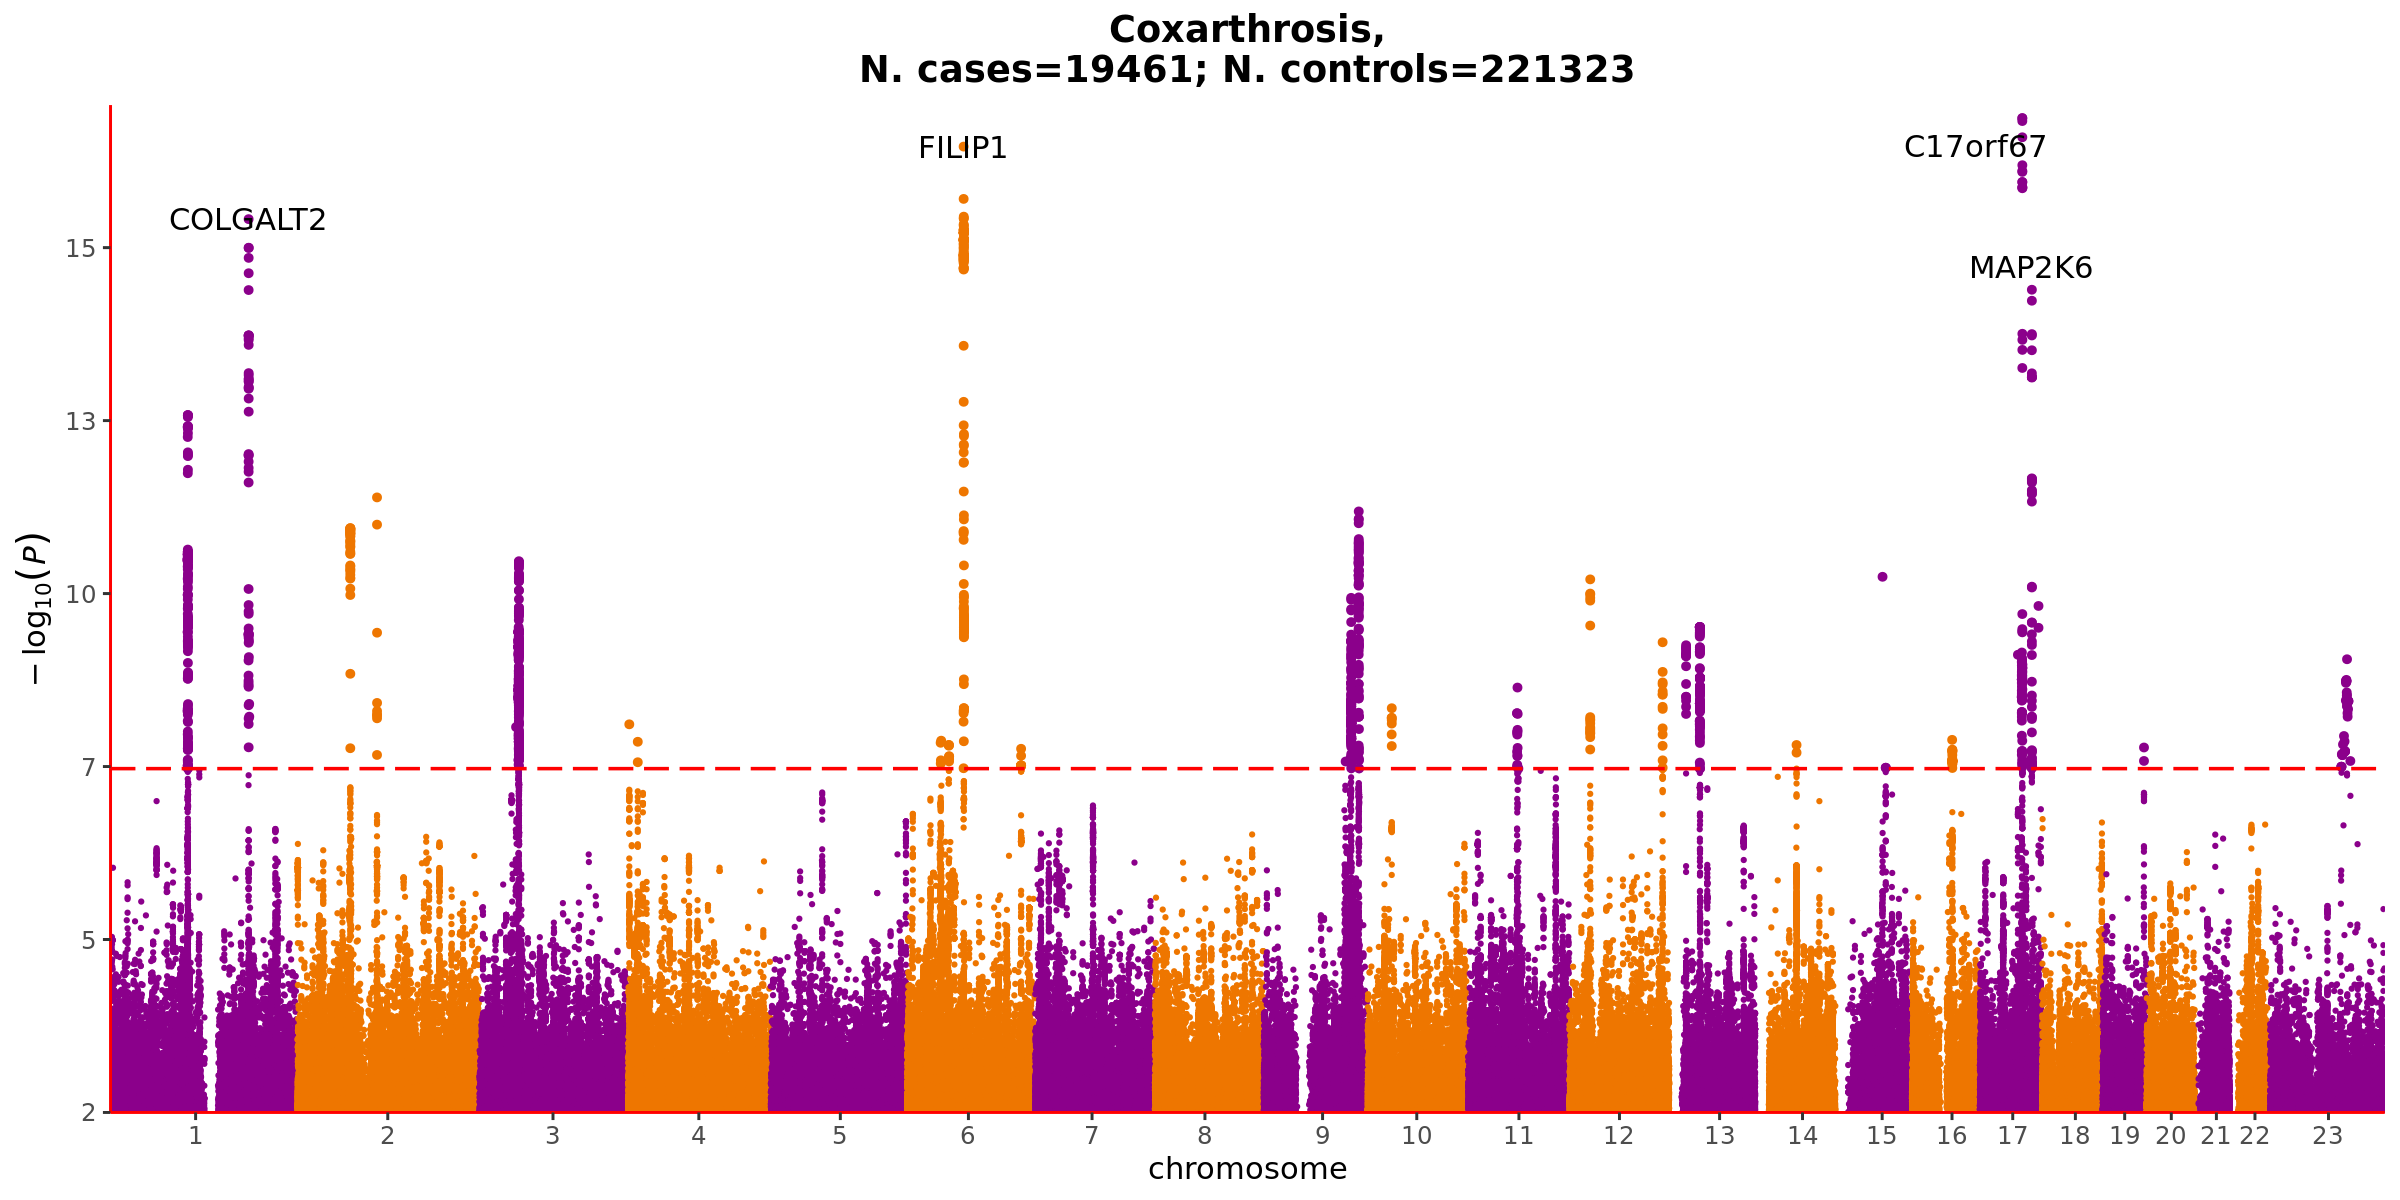 Coxarthrosis,
N. cases=19461; N. controls=221323
FILIP1
C17orf67
COLGALT2
MAP2K6
15
13
10
7
5
2
−log10(P)
1 2 3 4 5 6 7 8 9 10 11 12 13 14 15 16 17 18 19 20 21 22 23
chromosome